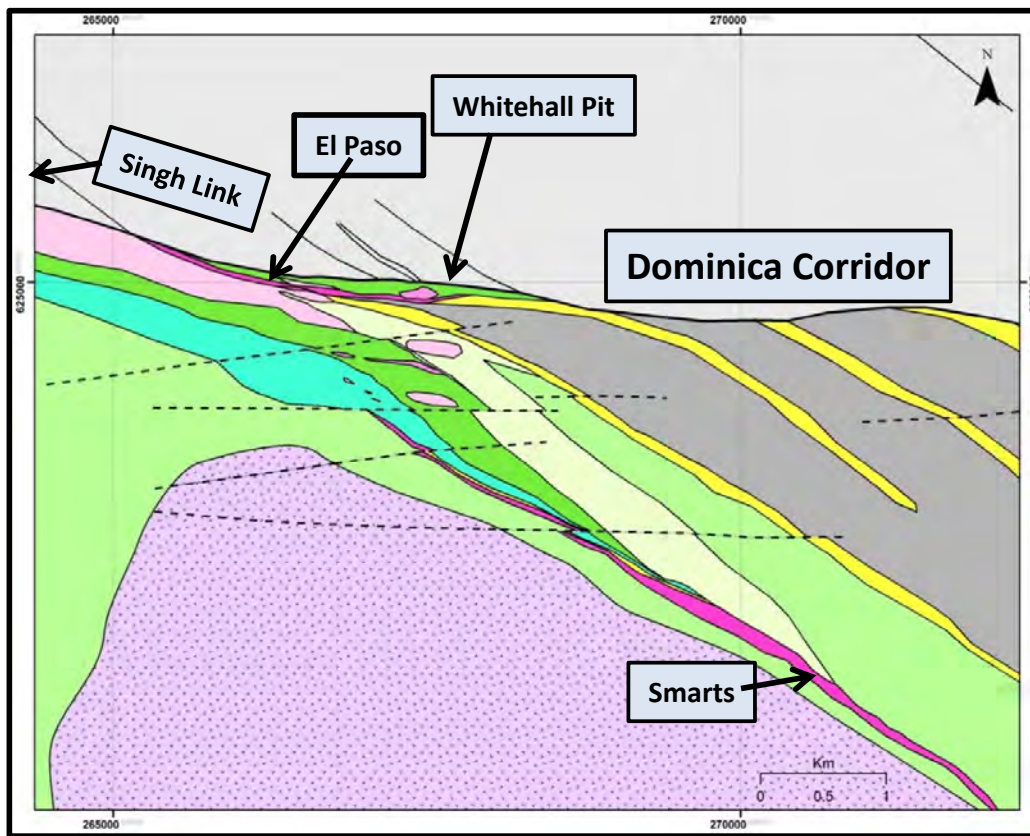 265000
270000
N
Whitehall Pit
El Paso
Singh Link
Dominica Corridor
625000
Smarts
Km
0 0.5 1
265000
270000